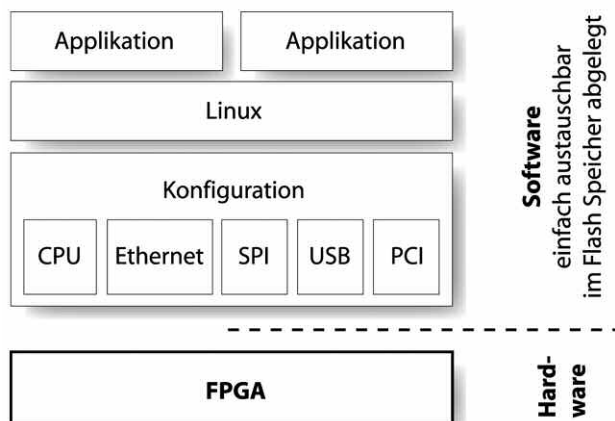 Applikation
Applikation
Linux
Konfiguration
CPU
Ethernet
SPI
USB
PCI
Software
einfach austauschbar
im Flash Speicher abgelegt
FPGA
Hard-
ware